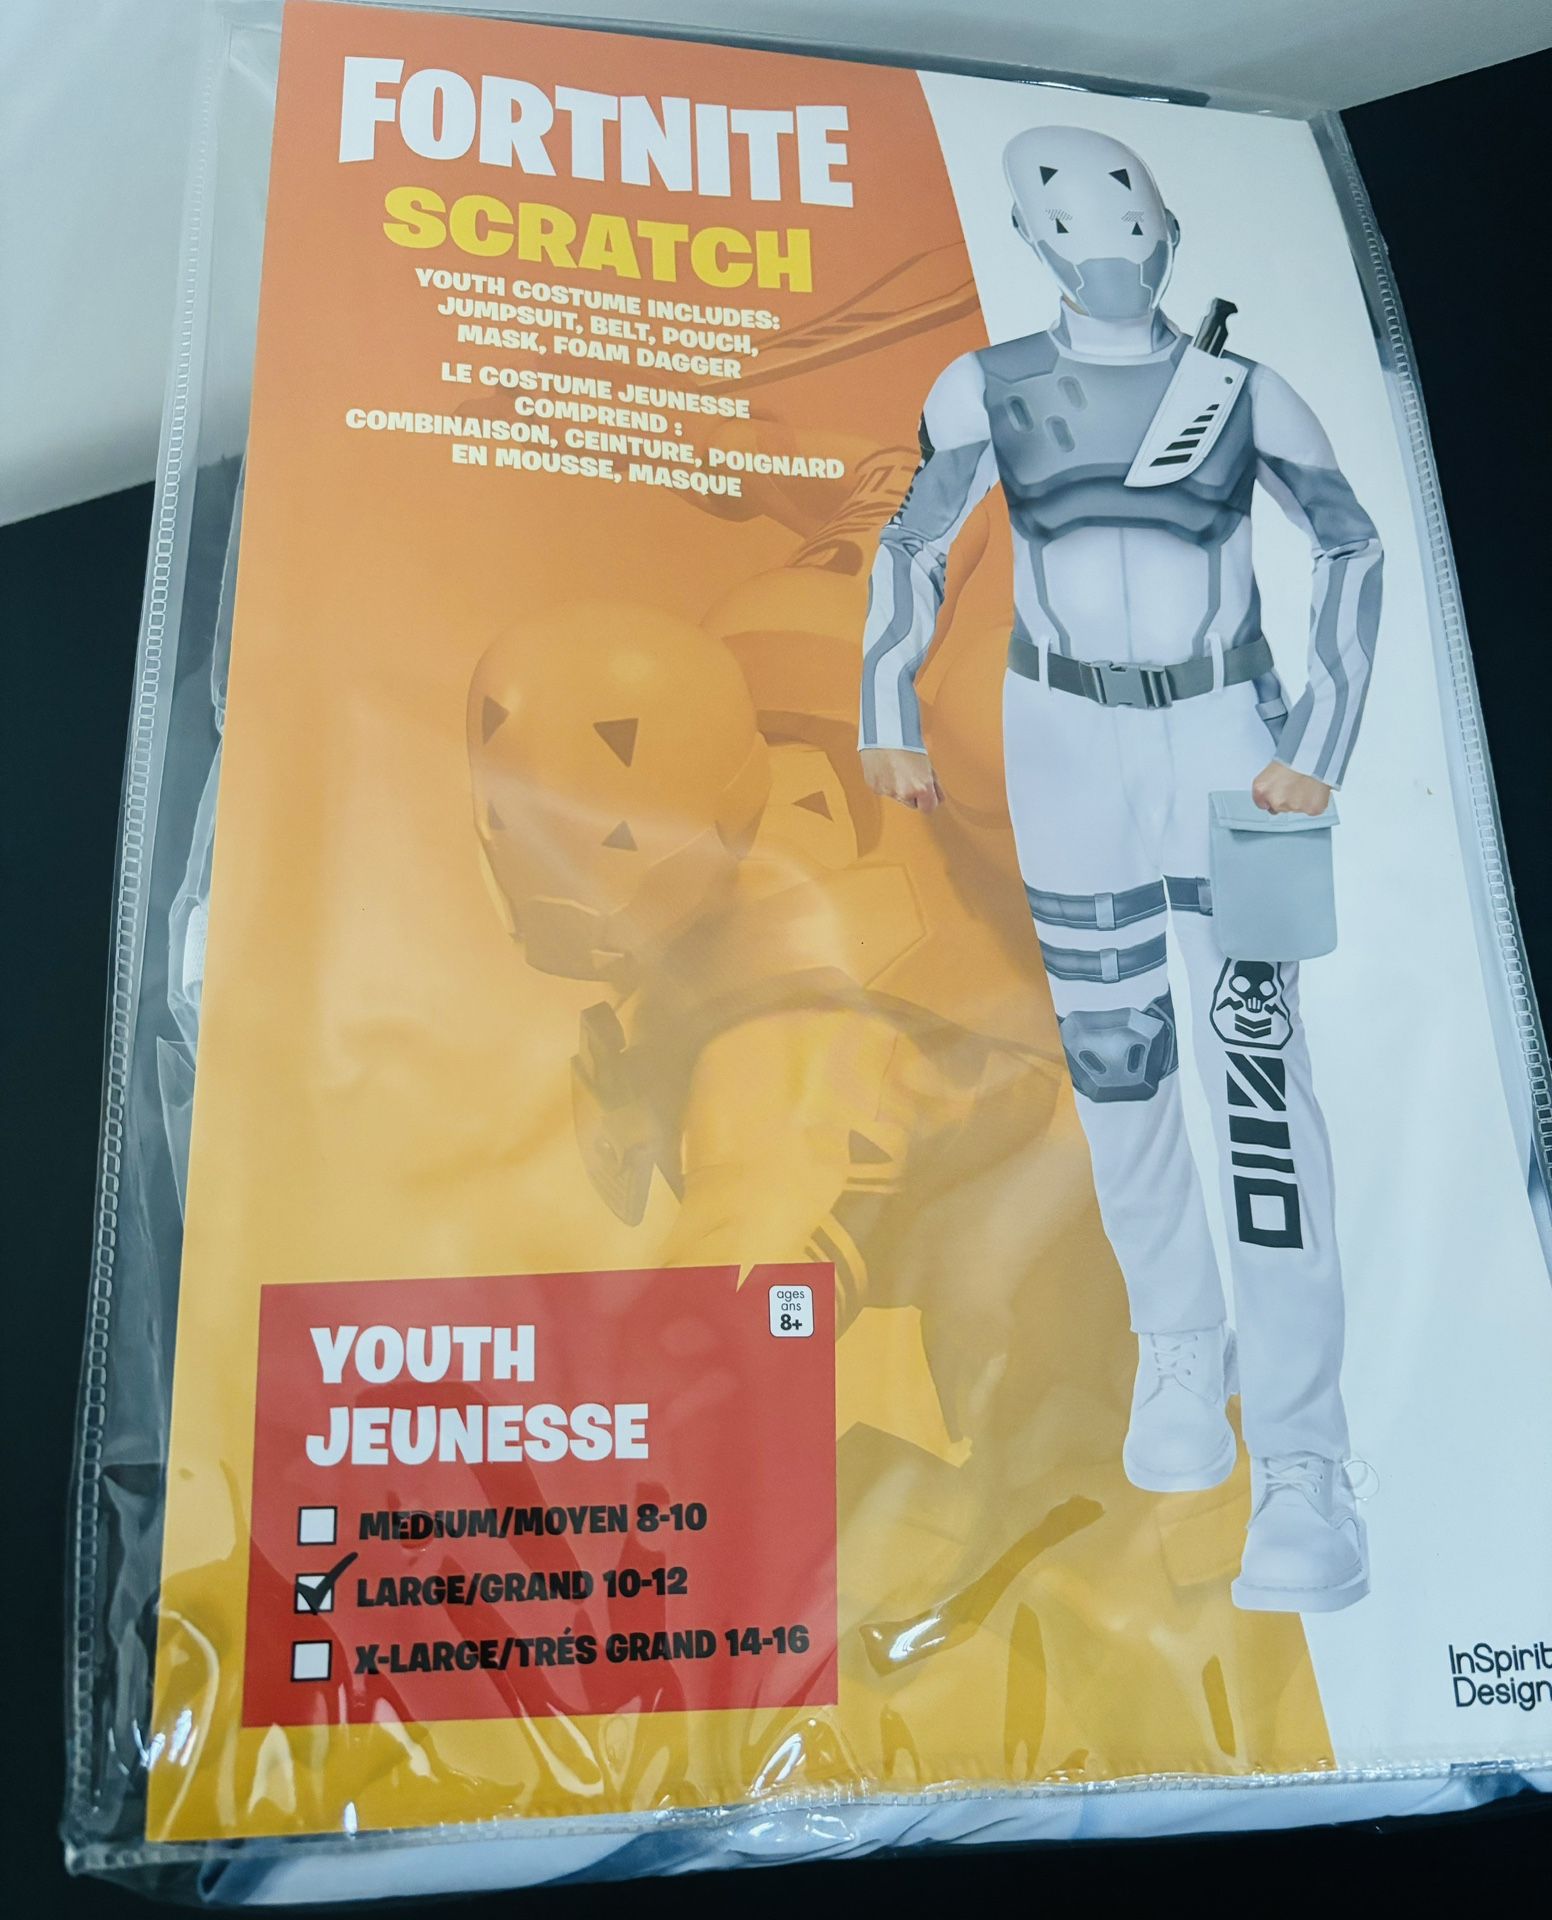 FORTNITE
SCRATCH
YOUTH COSTUME INCLUDES:
JUMPSUIT, BELT, POUCH,
MASK, FOAM DAGGER
LE COSTUME JEUNESSE
COMPREND :
COMBINAISON, CEINTURE, POIGNARD
EN MOUSSE, MASQUE
ages
ans
8+
YOUTH
JEUNESSE
MEDIUM/MOYEN 8-10
LARGE/GRAND 10-12
X-LARGE/TRÉS GRAND 14-16
InSpirit
Design